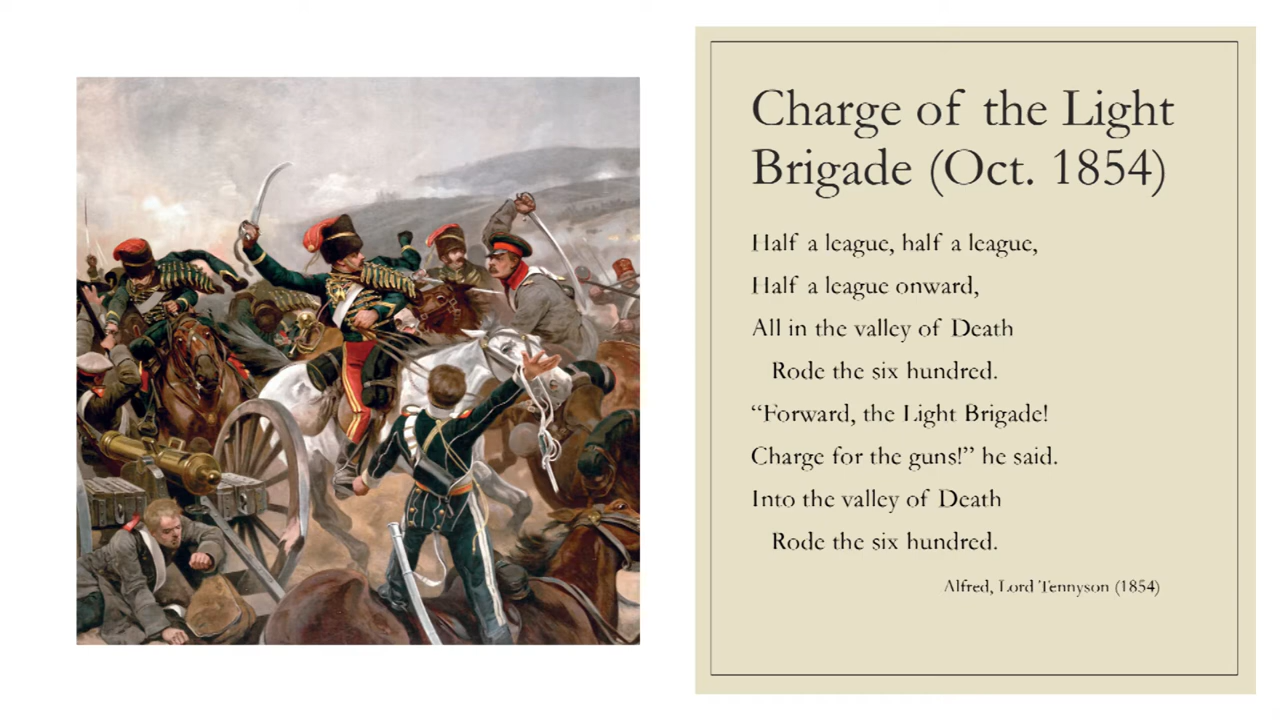 Charge of the Light
Brigade (Oct. 1854)
Half a league, half a league,
Half a league onward,
All in the valley of Death
Rode the six hundred.
“Forward, the Light Brigade!
Charge for the guns!” he said.
Into the valley of Death
Rode the six hundred.
Alfred, Lord Tennyson (1854)